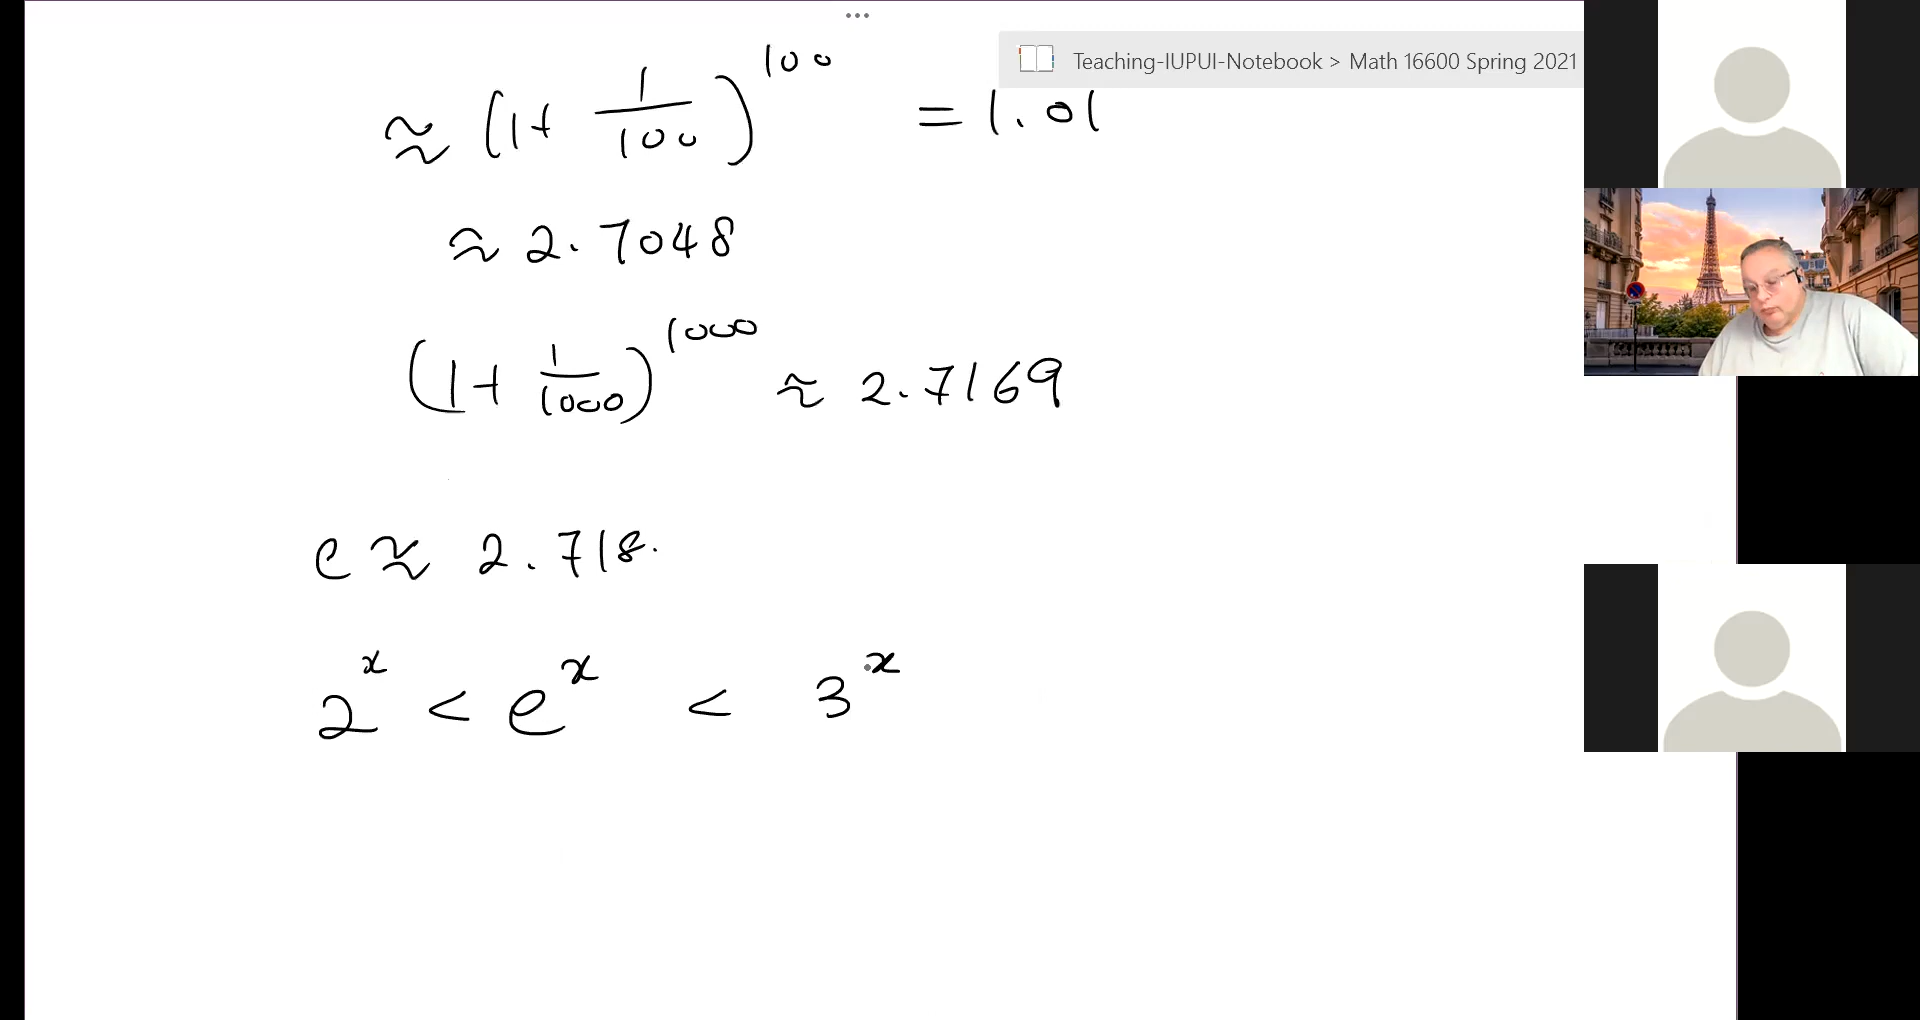 Teaching-IUPUI-Notebook > Math 16600 Spring 2021
≈ (1+ 1/100)^100 = 1.01
≈ 2.7048
(1+ 1/1000)^1000 ≈ 2.7169
e ≈ 2.718.
2^x < e^x < 3^x